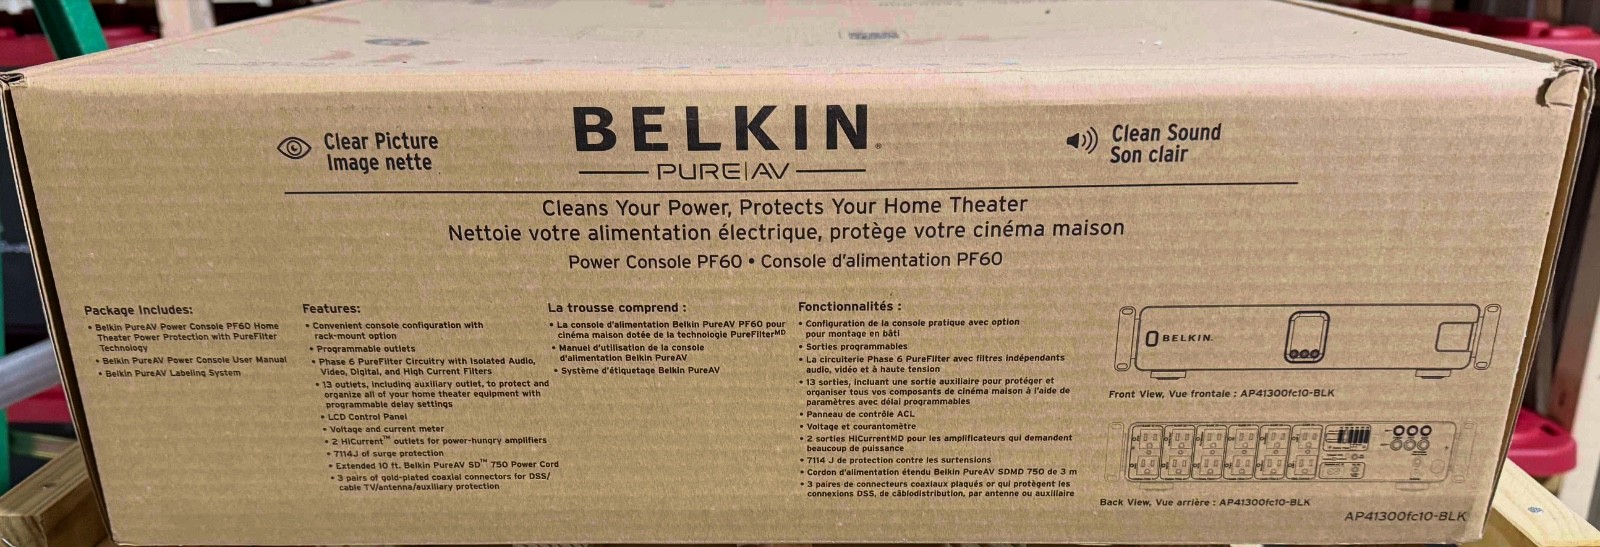 Clear Picture
Image nette
BELKIN®
PURE|AV
Clean Sound
Son clair
Cleans Your Power, Protects Your Home Theater
Nettoie votre alimentation électrique, protège votre cinéma maison
Power Console PF60 • Console d'alimentation PF60
Package Includes:
• Belkin PureAV Power Console PF60 Home
Theater Power Protection with PureFilter
Technology
• Belkin PureAV Power Console User Manual
• Belkin PureAV Labeling System
Features:
• Convenient console configuration with
rack-mount option
• Programmable outlets
• Phase 6 PureFilter Circuitry with Isolated Audio,
Video, Digital, and High Current Filters
• 13 outlets, including auxiliary outlet, to protect and
organize all of your home theater equipment with
programmable delay settings
• LCD Control Panel
• Voltage and current meter
• 2 HiCurrent™ outlets for power-hungry amplifiers
• 7114J of surge protection
• Extended 10 ft. Belkin PureAV SD™ 750 Power Cord
• 3 pairs of gold-plated coaxial connectors for DSS/
cable TV/antenna/auxiliary protection
La trousse comprend :
• La console d'alimentation Belkin PureAV PF60 pour
cinéma maison dotée de la technologie PureFilterMD
• Manuel d'utilisation de la console
d'alimentation Belkin PureAV
• Système d'étiquetage Belkin PureAV
Fonctionnalités :
• Configuration de la console pratique avec option
pour montage en bâti
• Sorties programmables
• La circuiterie Phase 6 PureFilter avec filtres indépendants
audio, vidéo et à haute tension
• 13 sorties, incluant une sortie auxiliaire pour protéger et
organiser tous vos composants de cinéma maison à l'aide de
paramètres avec délai programmables
• Panneau de contrôle ACL
• Voltage et courantomètre
• 2 sorties HiCurrentMD pour les amplificateurs qui demandent
beaucoup de puissance
• 7114 J de protection contre les surtensions
• Cordon d'alimentation étendu Belkin PureAV SDMD 750 de 3 m
• 3 paires de connecteurs coaxiaux plaqués or qui protègent les
connexions DSS, de câblodistribution, par antenne ou auxiliaire
BELKIN.
Front View, Vue frontale : AP41300fc10-BLK
Back View, Vue arrière : AP41300fc10-BLK
AP41300fc10-BLK